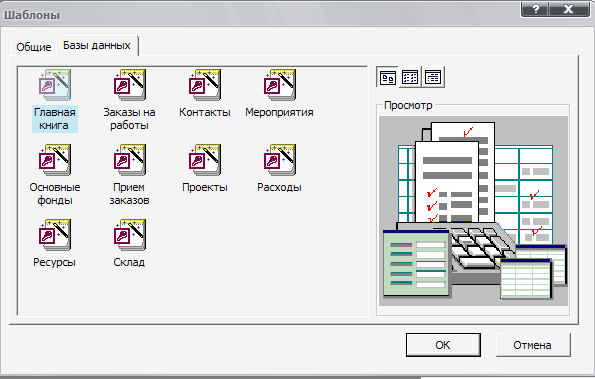 Шаблоны
Общие
Базы данных
Главная
книга
Заказы на
работы
Контакты
Мероприятия
Основные
фонды
Прием
заказов
Проекты
Расходы
Ресурсы
Склад
Просмотр
ОК
Отмена